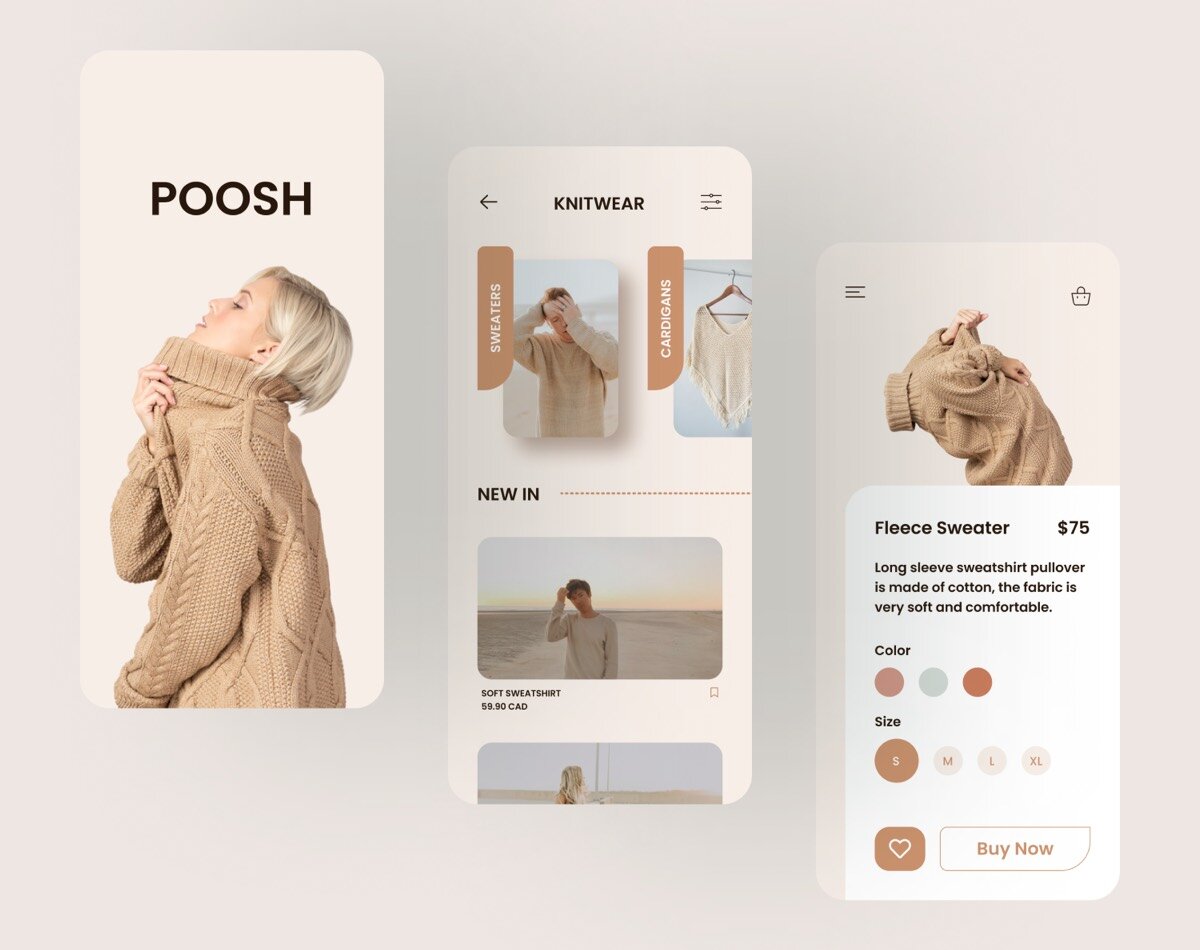 POOSH
KNITWEAR
SWEATERS
CARDIGANS
NEW IN
SOFT SWEATSHIRT
59.90 CAD
Fleece Sweater
$75
Long sleeve sweatshirt pullover
is made of cotton, the fabric is
very soft and comfortable.
Color
Size
S
M
L
XL
Buy Now